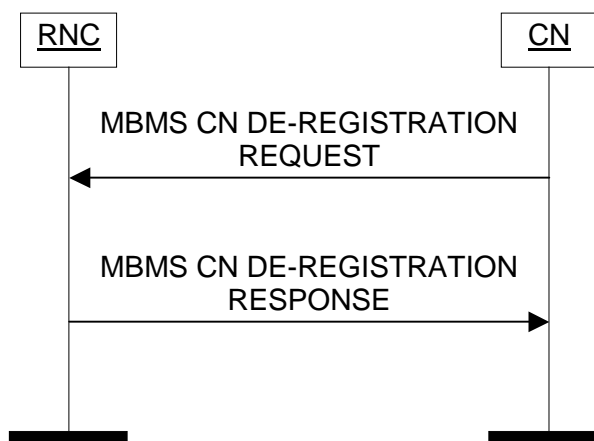 RNC
CN
MBMS CN DE-REGISTRATION
REQUEST
MBMS CN DE-REGISTRATION
RESPONSE